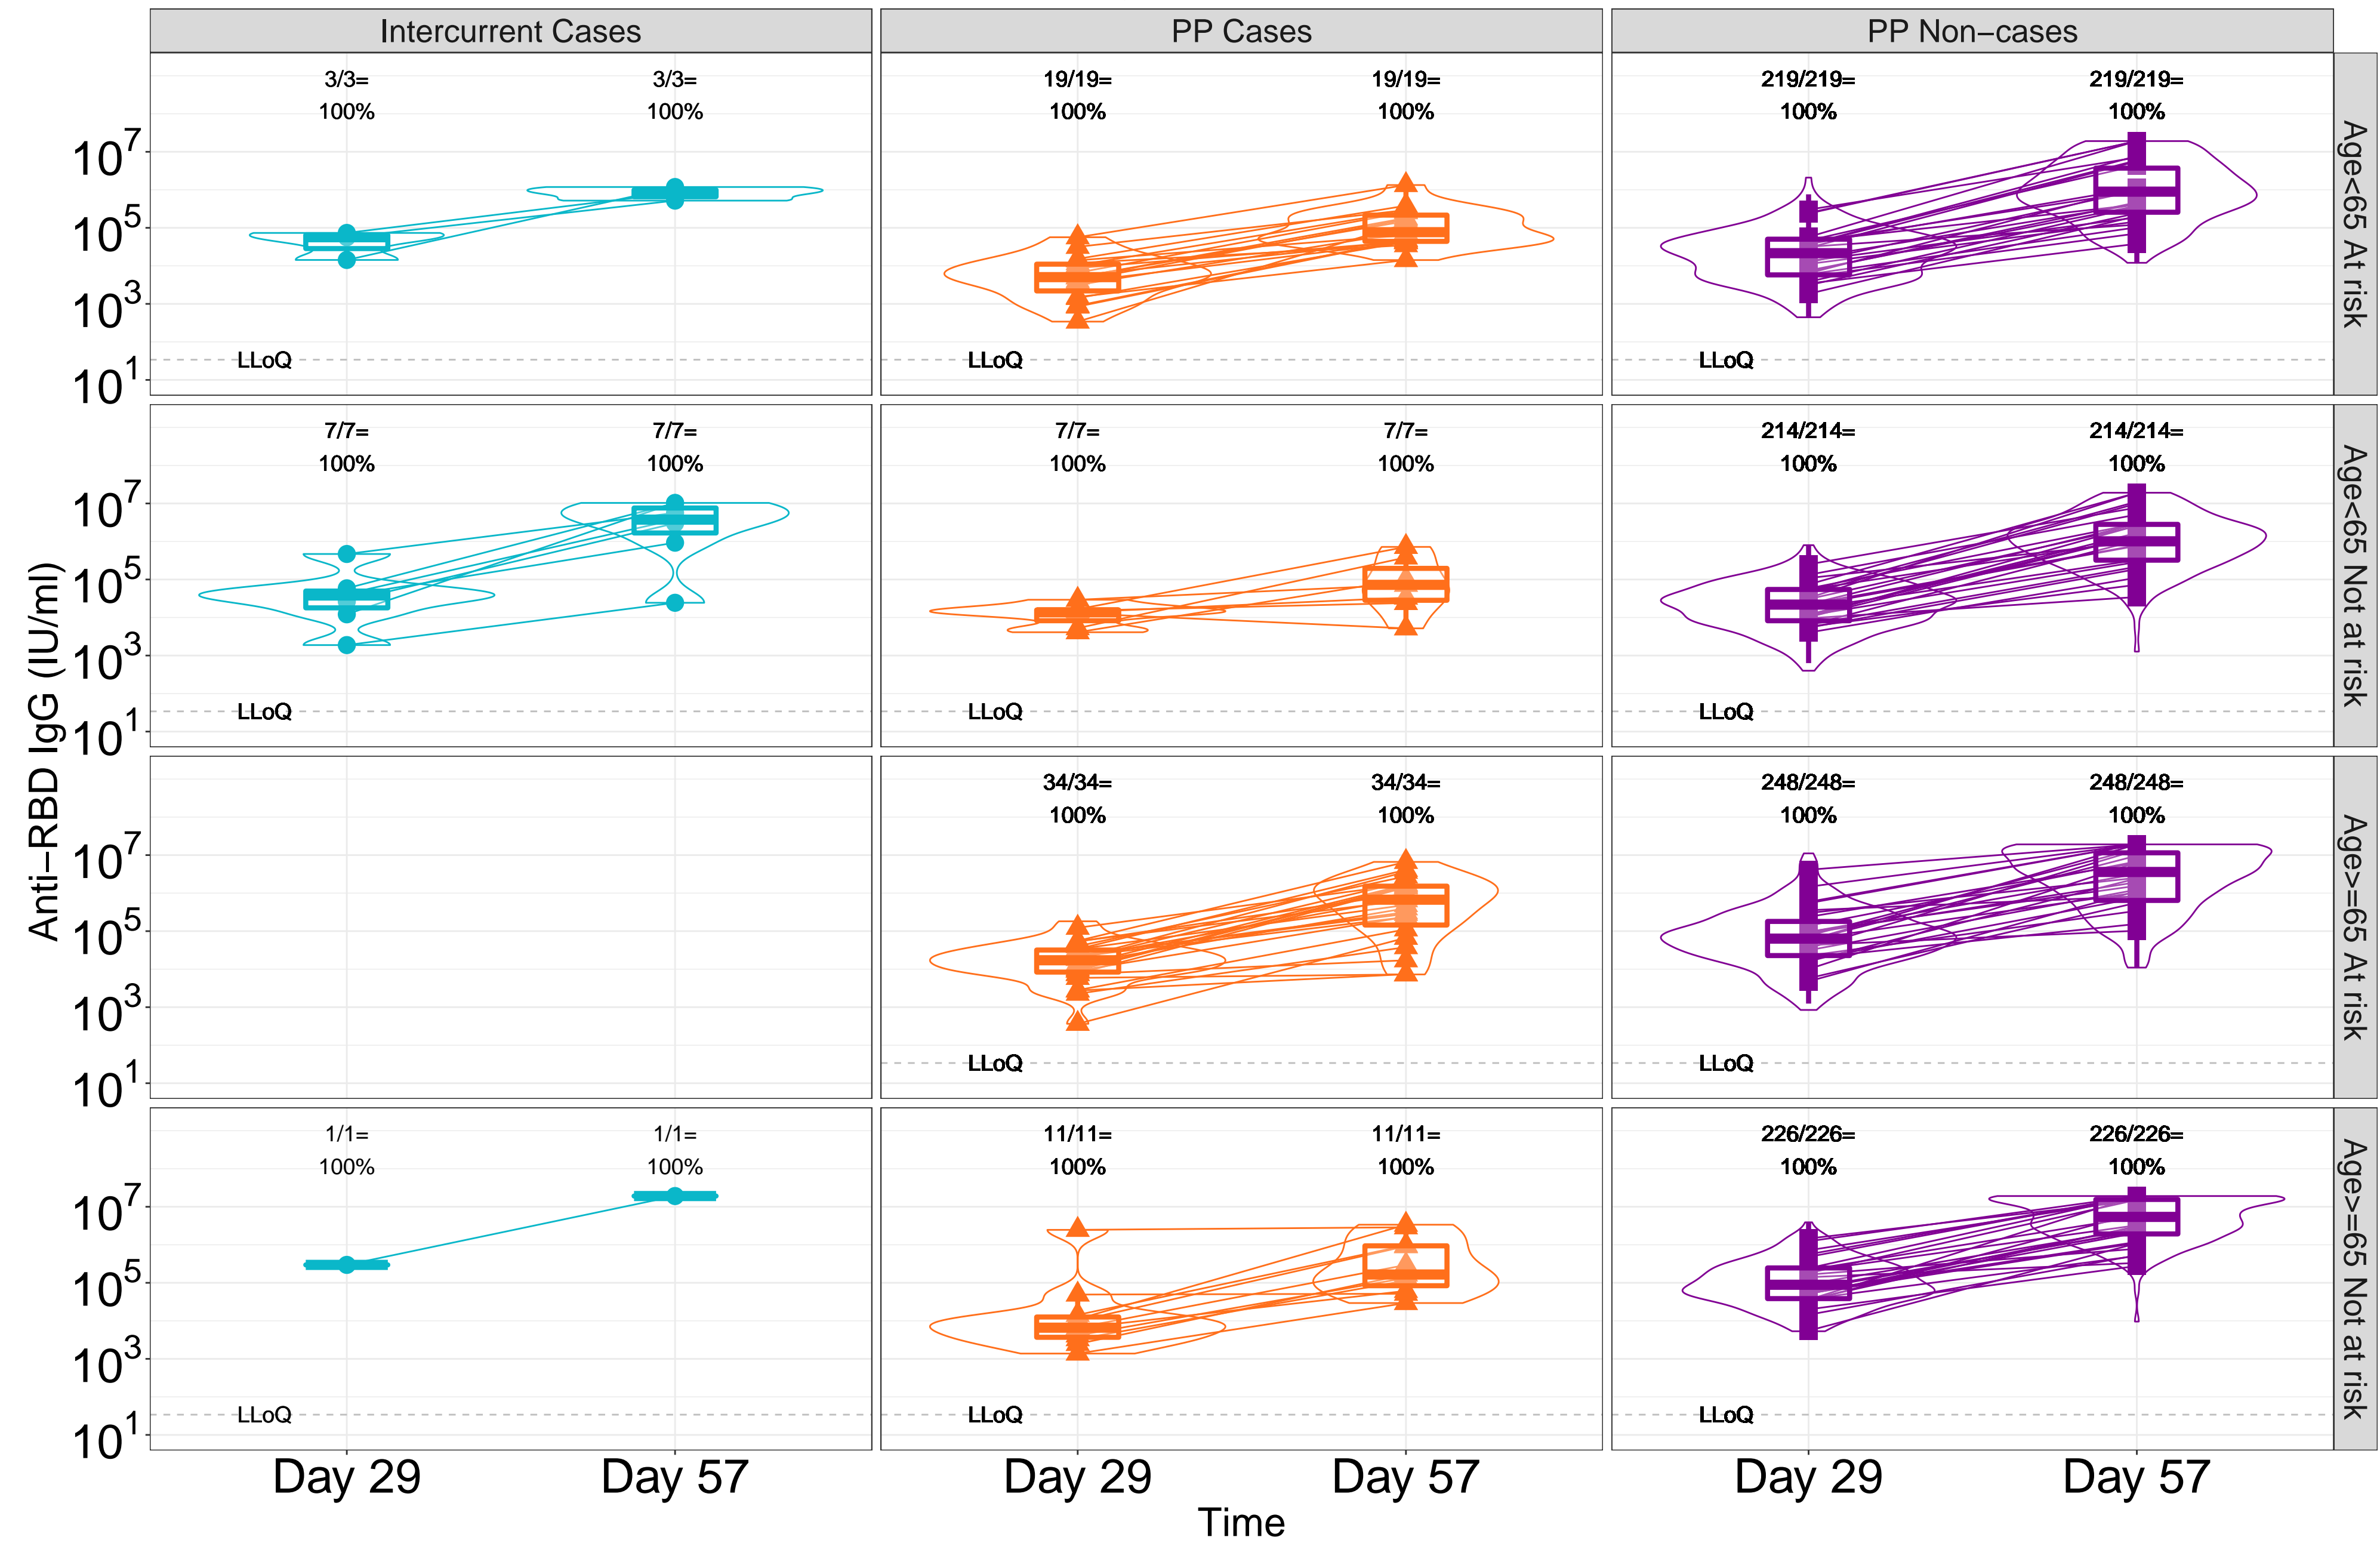 Intercurrent Cases
PP Cases
PP Non−cases
3/3=
100%
3/3=
100%
19/19=
100%
19/19=
100%
219/219=
100%
219/219=
100%
10^7
10^5
10^3
10^1
LLoQ
LLoQ
LLoQ
Age<65 At risk
7/7=
100%
7/7=
100%
7/7=
100%
7/7=
100%
214/214=
100%
214/214=
100%
10^7
10^5
10^3
10^1
LLoQ
LLoQ
LLoQ
Age<65 Not at risk
Anti−RBD IgG (IU/ml)
34/34=
100%
34/34=
100%
248/248=
100%
248/248=
100%
10^7
10^5
10^3
10^1
LLoQ
LLoQ
Age>=65 At risk
1/1=
100%
1/1=
100%
11/11=
100%
11/11=
100%
226/226=
100%
226/226=
100%
10^7
10^5
10^3
10^1
LLoQ
LLoQ
LLoQ
Age>=65 Not at risk
Day 29
Day 57
Day 29
Day 57
Day 29
Day 57
Time